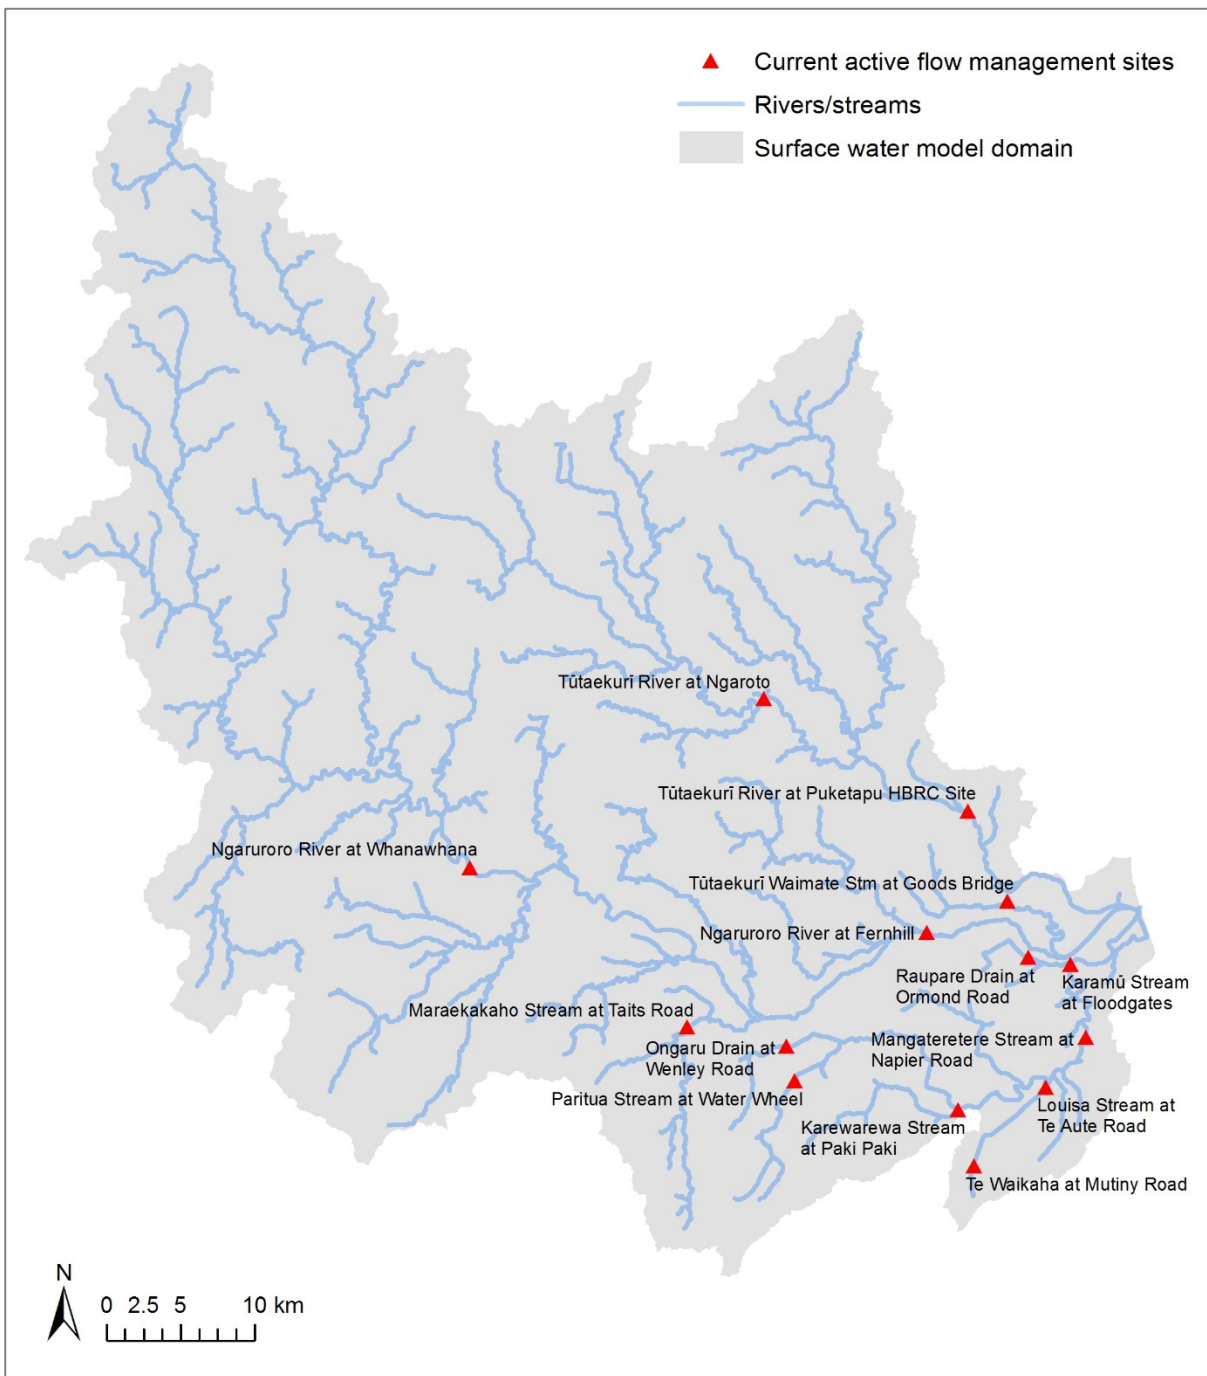 Current active flow management sites
Rivers/streams
Surface water model domain
Tūtaekurī River at Ngaroto
Tūtaekurī River at Puketapu HBRC Site
Ngaruroro River at Whanawhana
Tūtaekurī Waimate Stm at Goods Bridge
Ngaruroro River at Fernhill
Raupare Drain at
Ormond Road
Karamū Stream
at Floodgates
Maraekakaho Stream at Taits Road
Ongaru Drain at
Wenley Road
Mangateretere Stream at
Napier Road
Paritua Stream at Water Wheel
Karewarewa Stream
at Paki Paki
Louisa Stream at
Te Aute Road
Te Waikaha at Mutiny Road
N
0 2.5 5 10 km